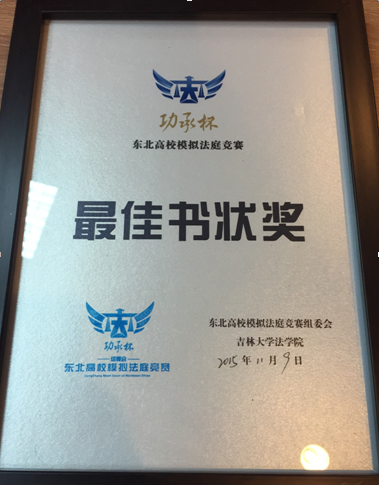 功承杯
东北高校模拟法庭竞赛
最佳书状奖
功承杯
东北高校模拟法庭竞赛
东北高校模拟法庭竞赛组委会
吉林大学法学院
2015年11月9日